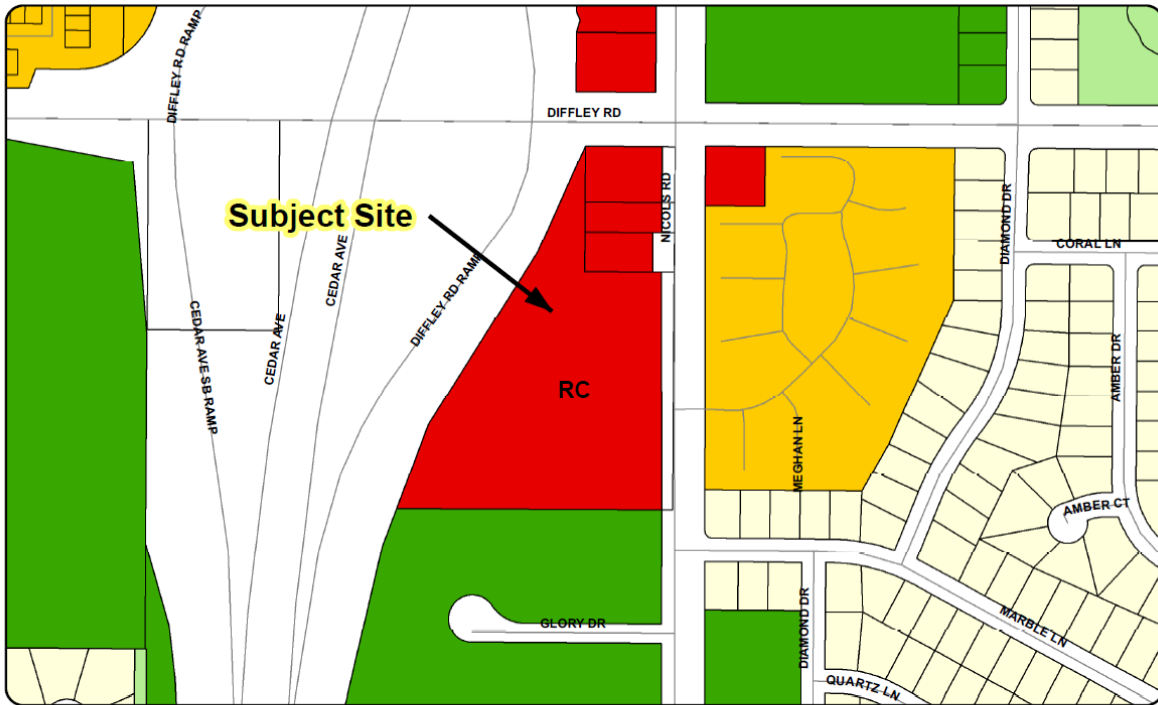 DIFFLEY RD RAMP
DIFFLEY RD
NICOLS RD
Subject Site
DIAMOND DR
CORAL LN
CEDAR AVE
DIFFLEY RD RAMP
CEDAR AVE SB RAMP
CEDAR AVE
RC
AMBER DR
MEGHAN LN
AMBER CT
GLORY DR
DIAMOND DR
MARBLE LN
QUARTZ LN